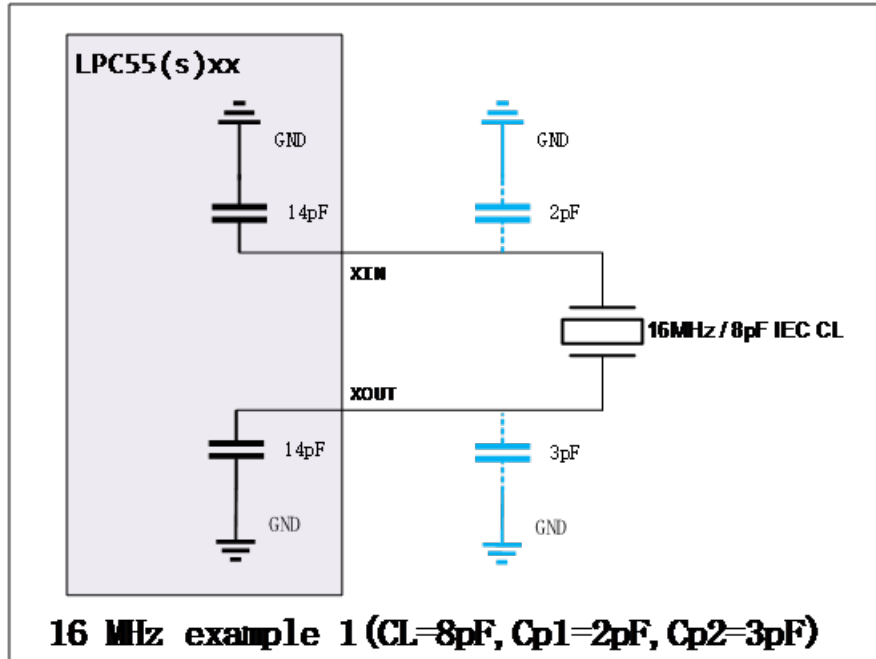 LPC55(s)xx
GND
GND
14pF
2pF
XIN
16MHz/8pF IEC CL
XOUT
14pF
3pF
GND
GND
16 MHz example 1(CL=8pF, Cp1=2pF, Cp2=3pF)